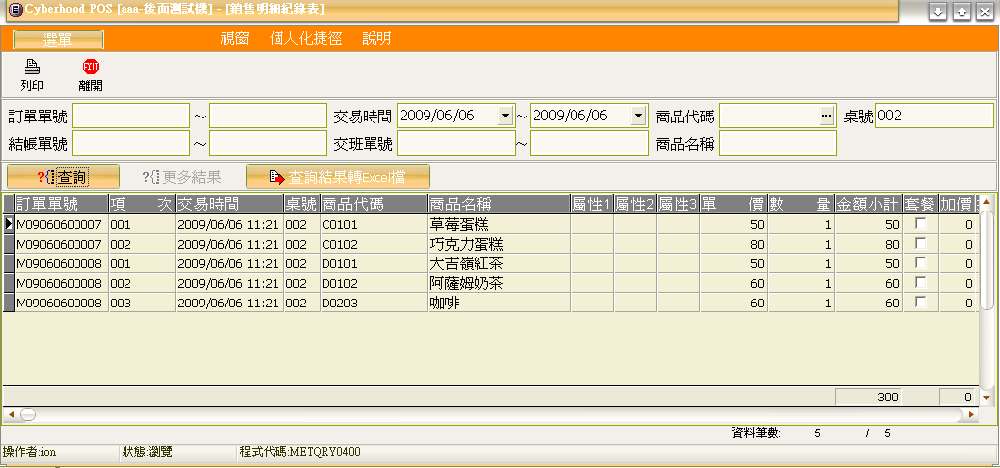 Cyberhood POS [aaa-後面測試機] - [銷售明細紀錄表]
選單 視窗 個人化捷徑 說明
EXIT
列印 離開
訂單單號 ~ 交易時間 2009/06/06 ~ 2009/06/06 商品代碼 ... 桌號 002
結帳單號 ~ 交班單號 ~ 商品名稱
查詢 更多結果 查詢結果轉Excel檔
訂單單號 項 次 交易時間 桌號 商品代碼 商品名稱 屬性1 屬性2 屬性3 單 價 數 量 金額小計 套餐 加價
M09060600007 001 2009/06/06 11:21 002 C0101 草莓蛋糕 50 1 50 0
M09060600007 002 2009/06/06 11:21 002 C0102 巧克力蛋糕 80 1 80 0
M09060600008 001 2009/06/06 11:21 002 D0101 大吉嶺紅茶 50 1 50 0
M09060600008 002 2009/06/06 11:21 002 D0102 阿薩姆奶茶 60 1 60 0
M09060600008 003 2009/06/06 11:21 002 D0203 咖啡 60 1 60 0
300 0
資料筆數: 5 / 5
操作者:ion 狀態:瀏覽 程式代碼:METQRY0400